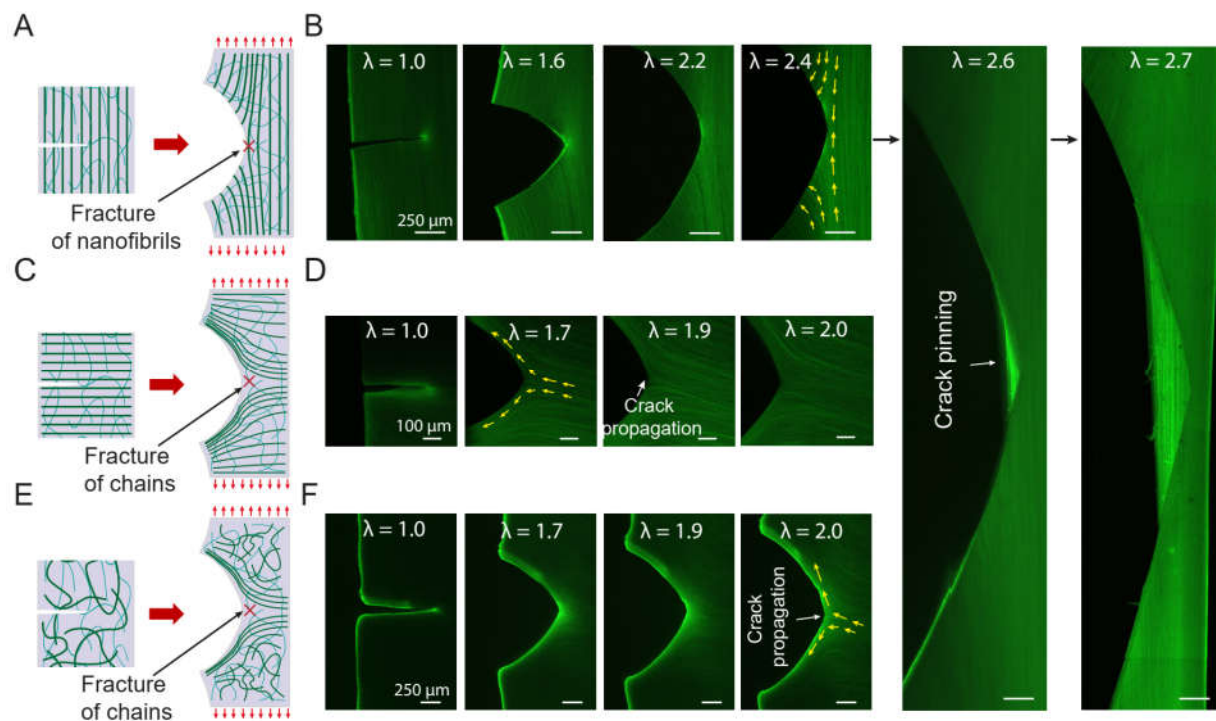 A
Fracture
of nanofibrils
B
λ = 1.0
λ = 1.6
λ = 2.2
λ = 2.4
250 µm
λ = 2.6
Crack pinning
λ = 2.7
C
Fracture
of chains
D
λ = 1.0
λ = 1.7
λ = 1.9
λ = 2.0
100 µm
Crack
propagation
E
Fracture
of chains
F
λ = 1.0
λ = 1.7
λ = 1.9
λ = 2.0
250 µm
Crack
propagation